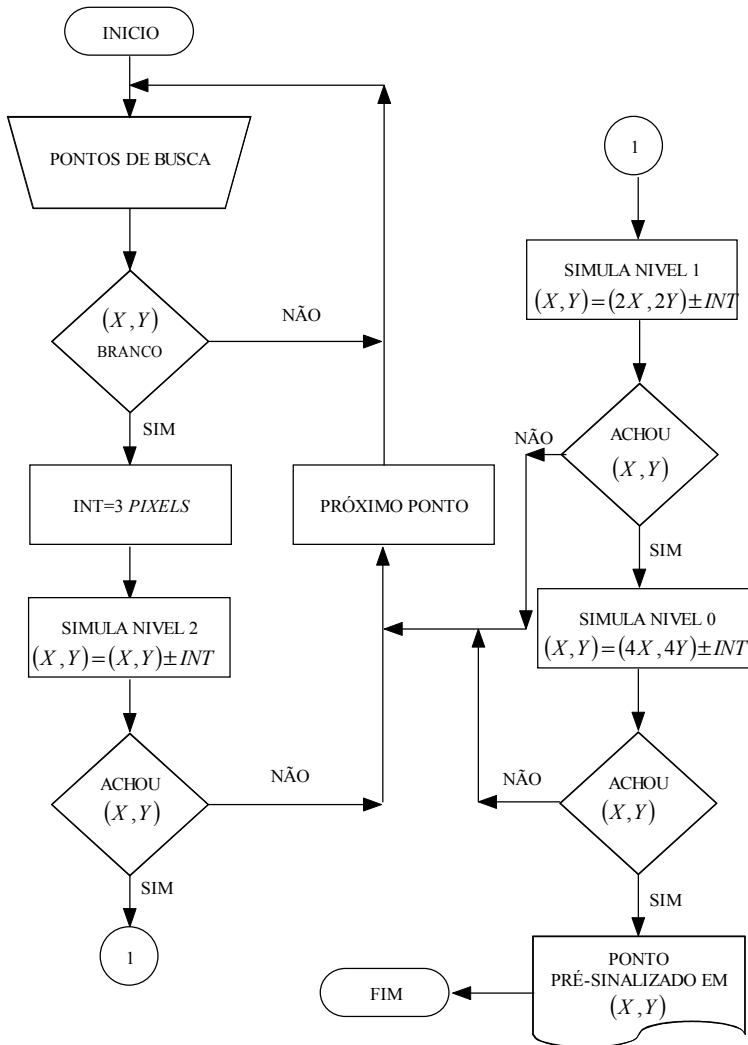 INICIO
PONTOS DE BUSCA
(X,Y)
BRANCO
NÃO
SIM
INT=3 PIXELS
PRÓXIMO PONTO
SIMULA NIVEL 2
(X,Y)=(X,Y)±INT
ACHOU
(X,Y)
NÃO
SIM
1
1
SIMULA NIVEL 1
(X,Y)=(2X,2Y)±INT
ACHOU
(X,Y)
NÃO
SIM
SIMULA NIVEL 0
(X,Y)=(4X,4Y)±INT
ACHOU
(X,Y)
NÃO
SIM
PONTO
PRÉ-SINALIZADO EM
(X,Y)
FIM